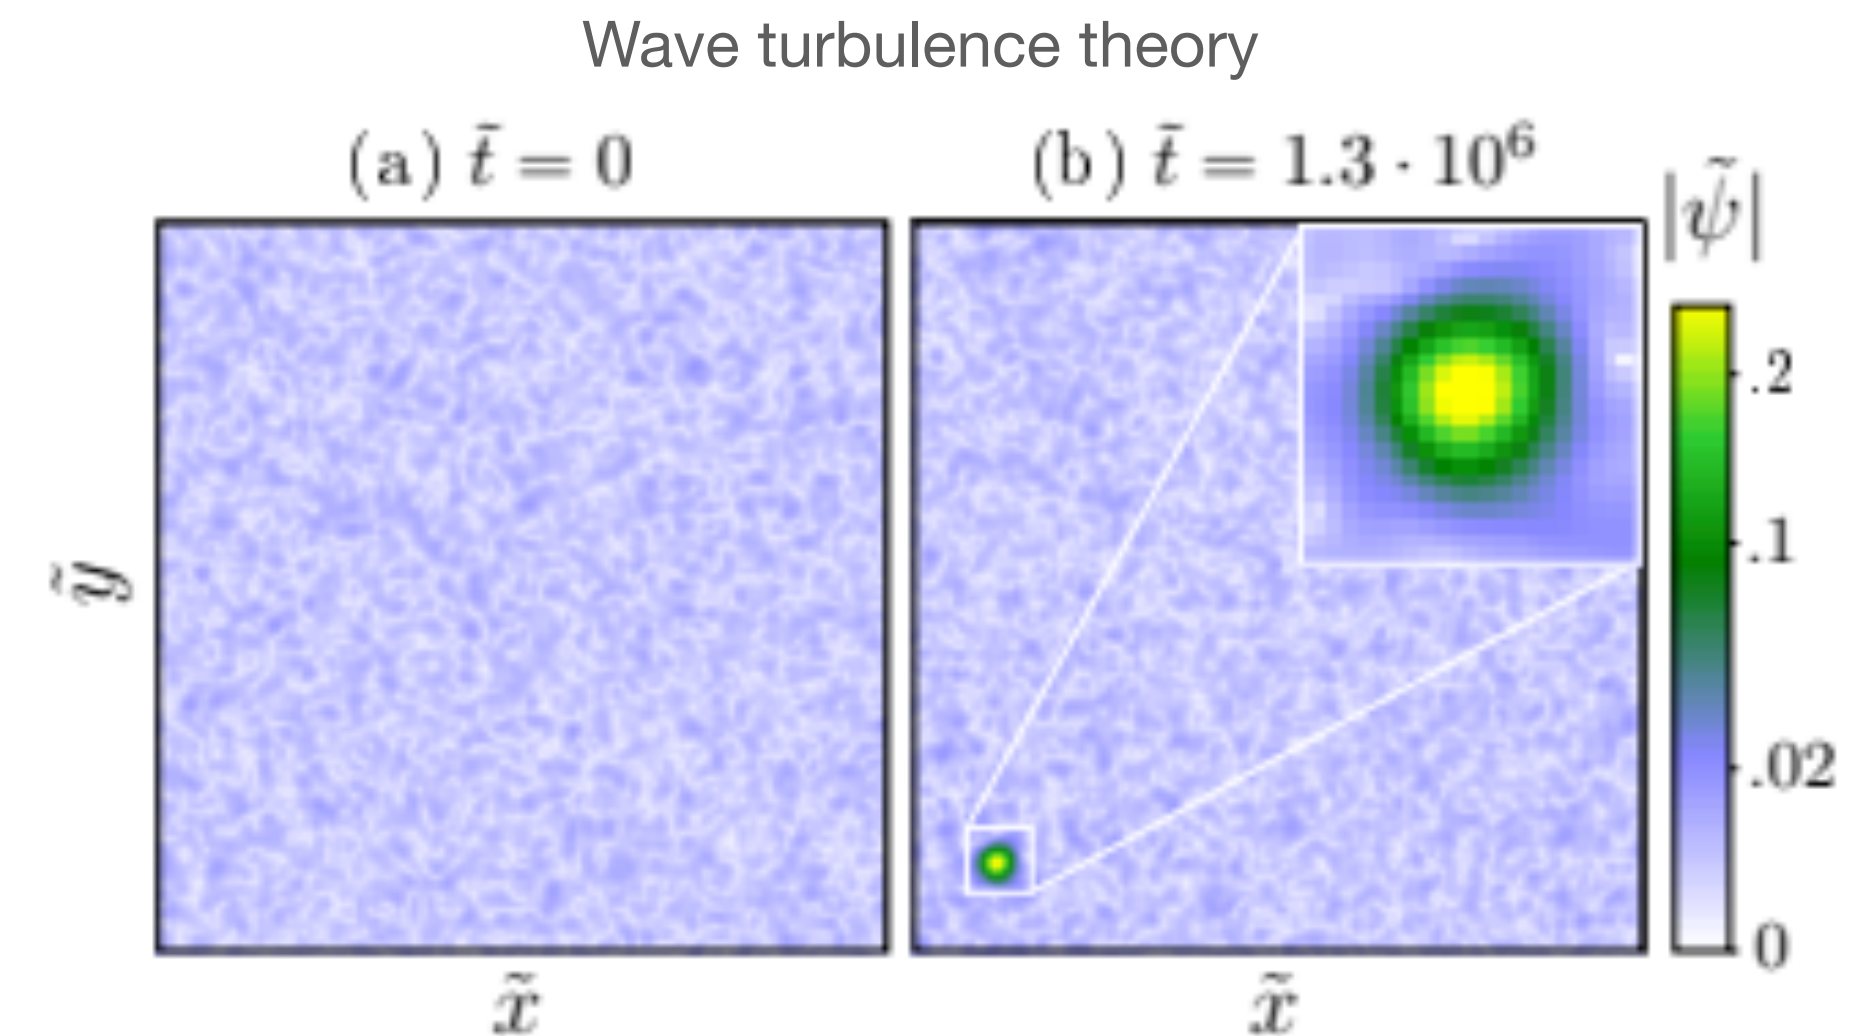 Wave turbulence theory
(a) t̃ = 0
(b) t̃ = 1.3 · 10⁶
|ψ̃|
.2
.1
.02
0
ỹ
x̃
x̃